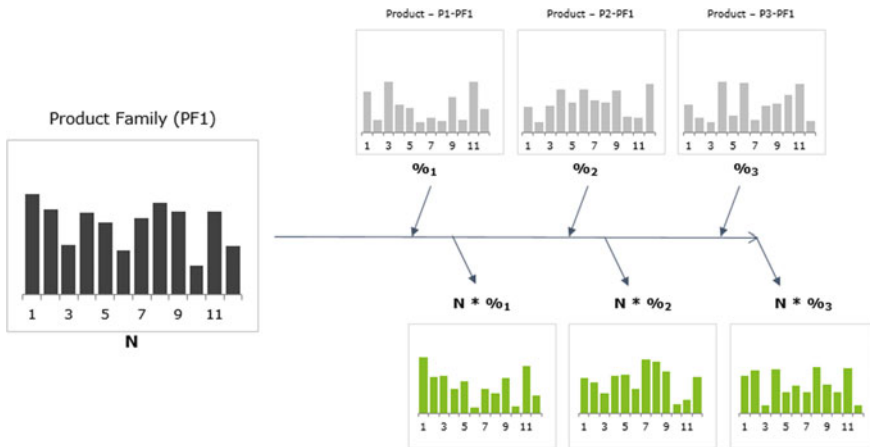 Product – P1-PF1 Product – P2-PF1 Product – P3-PF1
1 3 5 7 9 11 1 3 5 7 9 11 1 3 5 7 9 11
Product Family (PF1)
%₁ %₂ %₃
1 3 5 7 9 11
N
N * %₁ N * %₂ N * %₃
1 3 5 7 9 11 1 3 5 7 9 11 1 3 5 7 9 11